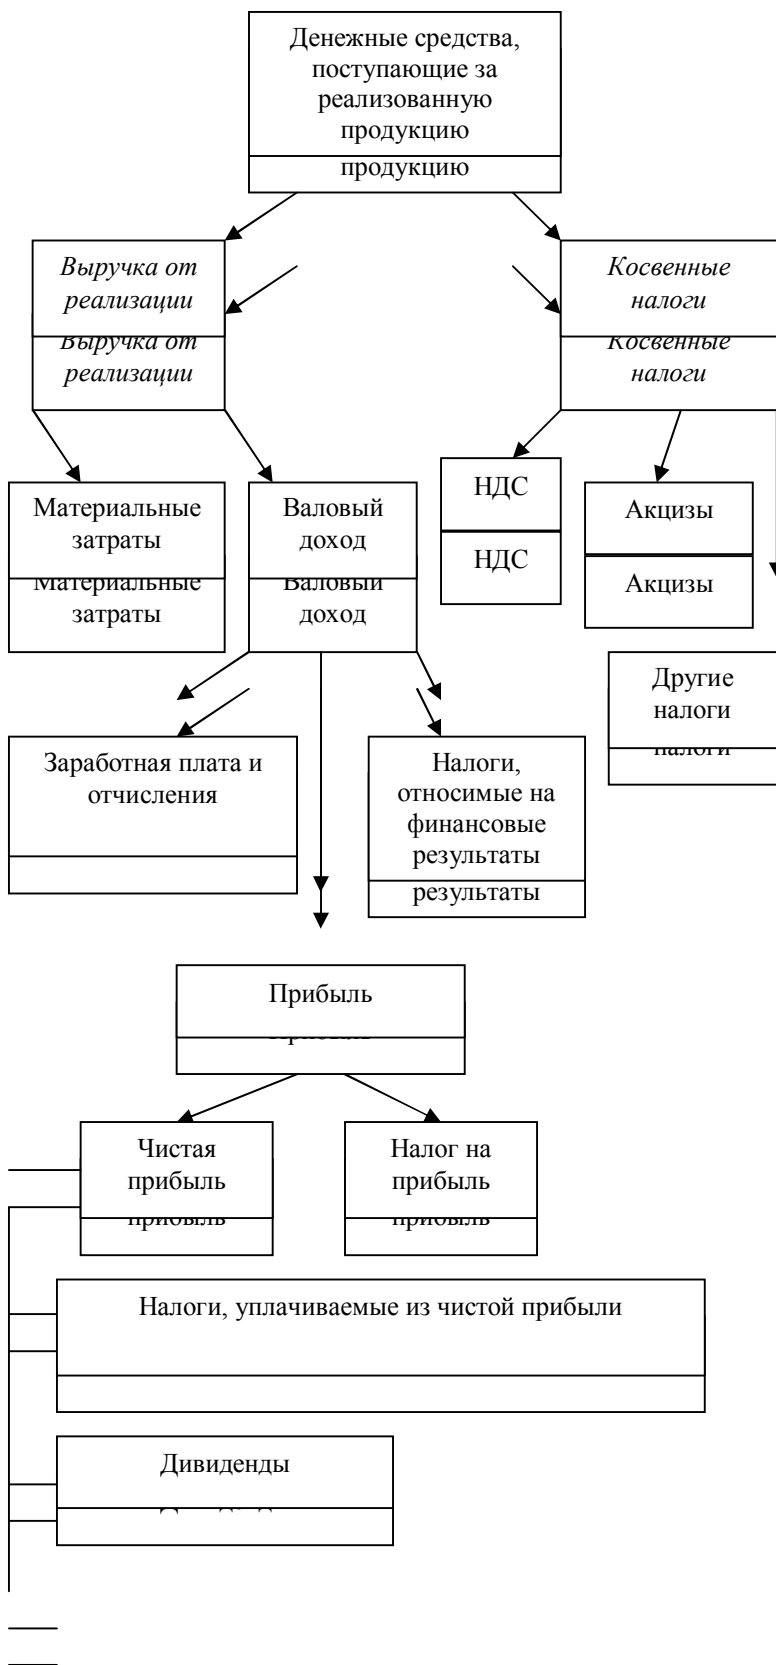 Денежные средства,
поступающие за
реализованную
продукцию
продукцию
Выручка от
реализации
Выручка от
реализации
Косвенные
налоги
Косвенные
налоги
Материальные
затраты
Материальные
затраты
Валовый
доход
Валовый
доход
НДС
НДС
Акцизы
Акцизы
Другие
налоги
налоги
Заработная плата и
отчисления
Налоги,
относимые на
финансовые
результаты
результаты
Прибыль
Прибыль
Чистая
прибыль
прибыль
Налог на
прибыль
прибыль
Налоги, уплачиваемые из чистой прибыли
Дивиденды